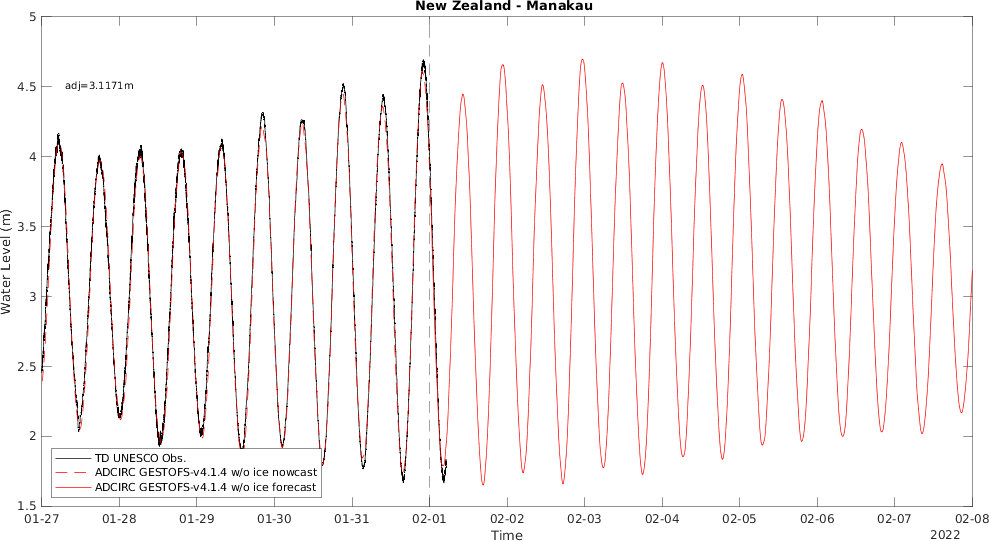 New Zealand - Manakau
5
4.5
4
3.5
3
2.5
2
1.5
Water Level (m)
adj=3.1171m
TD UNESCO Obs.
ADCIRC GESTOFS-v4.1.4 w/o ice nowcast
ADCIRC GESTOFS-v4.1.4 w/o ice forecast
01-27 01-28 01-29 01-30 01-31 02-01 02-02 02-03 02-04 02-05 02-06 02-07 02-08
Time
2022